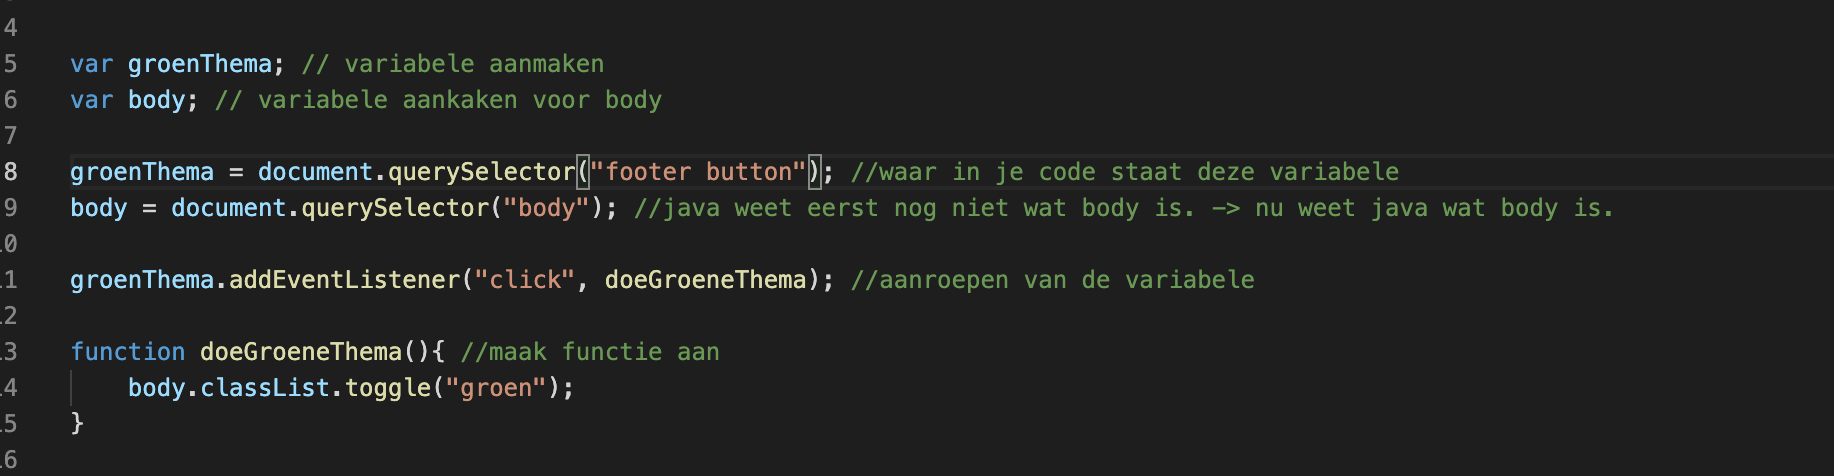 4
5 var groenThema; // variabele aanmaken
6 var body; // variabele aankaken voor body
7
8 groenThema = document.querySelector("footer button"); //waar in je code staat deze variabele
9 body = document.querySelector("body"); //java weet eerst nog niet wat body is. -> nu weet java wat body is.
10
11 groenThema.addEventListener("click", doeGroeneThema); //aanroepen van de variabele
12
13 function doeGroeneThema(){ //maak functie aan
14     body.classList.toggle("groen");
15 }
16